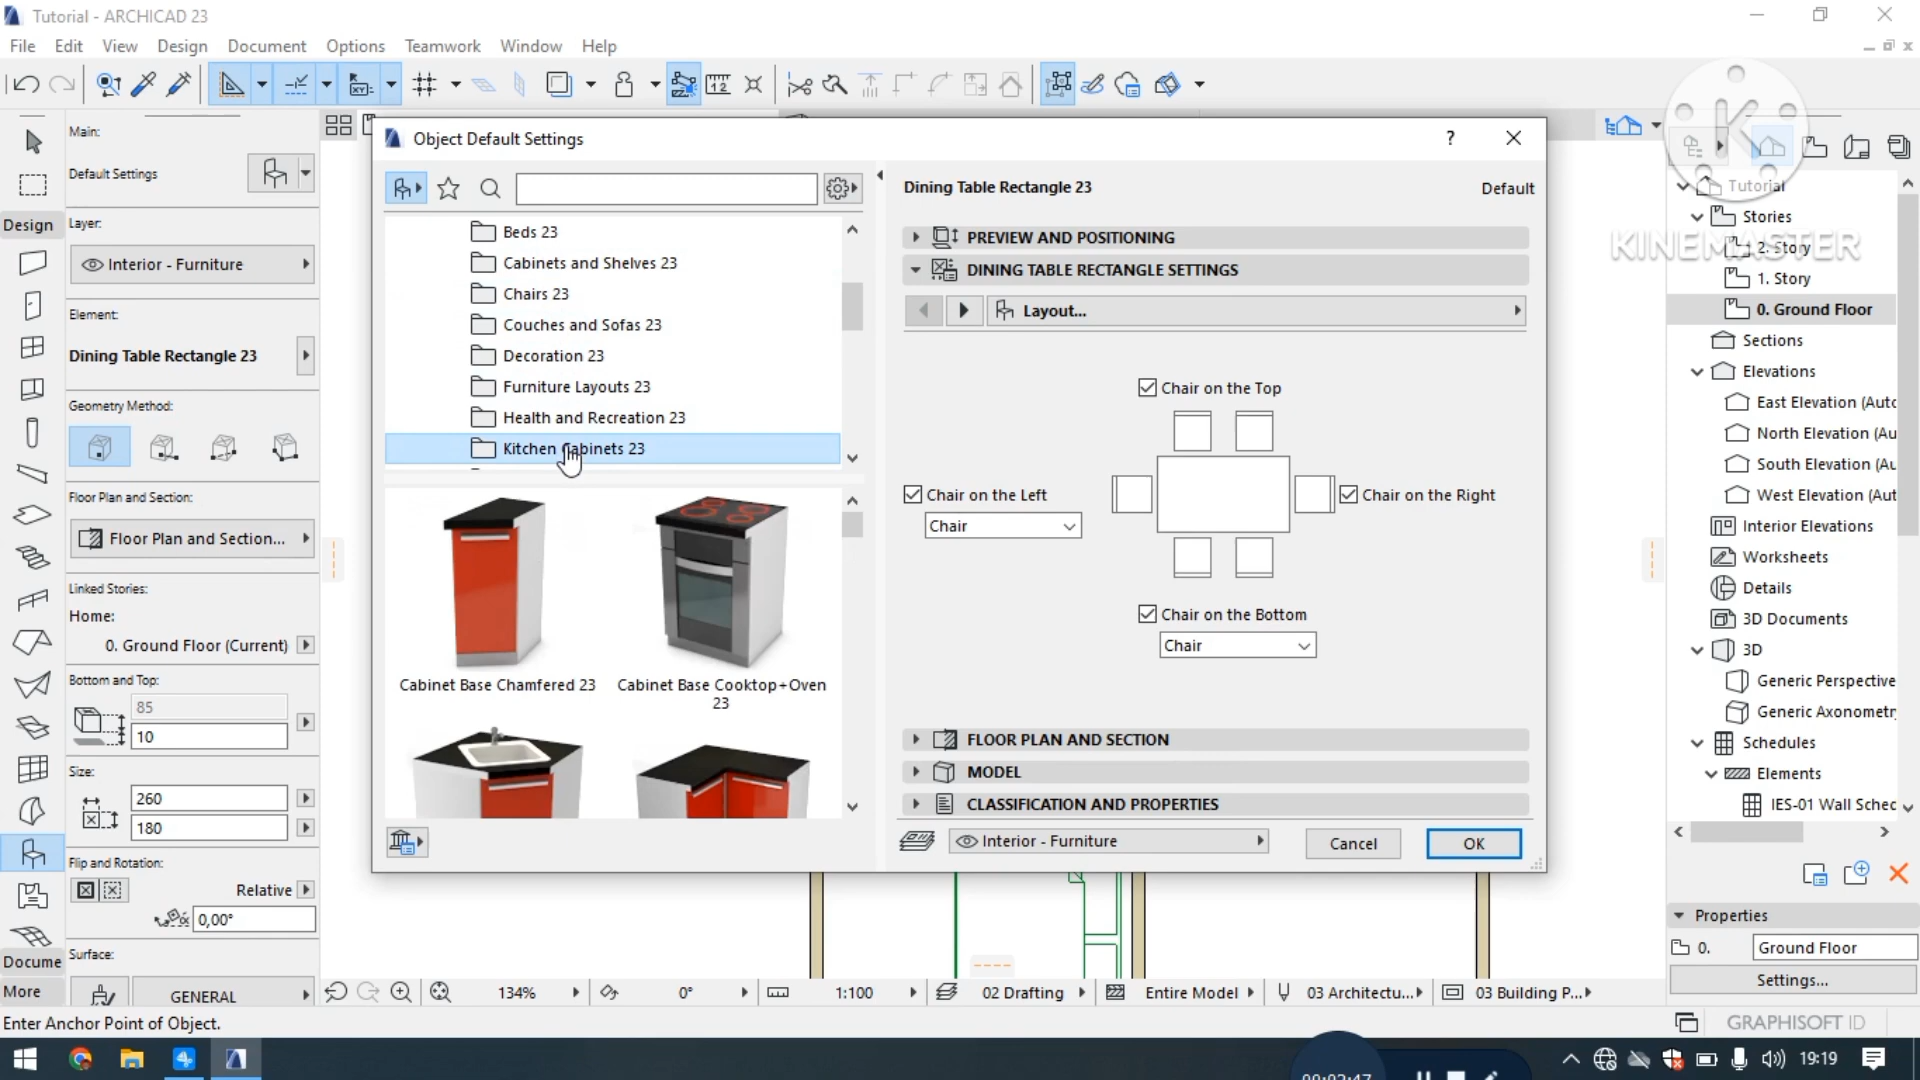 Tutorial - ARCHICAD 23
File Edit View Design Document Options Teamwork Window Help
Main:
Default Settings
Design
Layer:
Interior - Furniture
Element:
Dining Table Rectangle 23
Geometry Method:
Floor Plan and Section:
Floor Plan and Section...
Linked Stories:
Home:
0. Ground Floor (Current)
Bottom and Top:
85
10
Size:
260
180
Flip and Rotation:
Relative
0,00°
Docume
Surface:
More
GENERAL
Object Default Settings
?
Beds 23
Cabinets and Shelves 23
Chairs 23
Couches and Sofas 23
Decoration 23
Furniture Layouts 23
Health and Recreation 23
Kitchen Cabinets 23
Cabinet Base Chamfered 23
Cabinet Base Cooktop+Oven
23
Dining Table Rectangle 23
Default
PREVIEW AND POSITIONING
DINING TABLE RECTANGLE SETTINGS
Layout...
Chair on the Top
Chair on the Left
Chair
Chair on the Right
Chair on the Bottom
Chair
FLOOR PLAN AND SECTION
MODEL
CLASSIFICATION AND PROPERTIES
Interior - Furniture
Cancel
OK
K
KINEMASTER
Tutorial
Stories
2. Story
1. Story
0. Ground Floor
Sections
Elevations
East Elevation (Auto
North Elevation (Au
South Elevation (Au
West Elevation (Aut
Interior Elevations
Worksheets
Details
3D Documents
3D
Generic Perspective
Generic Axonometr
Schedules
Elements
IES-01 Wall Sched
Properties
0.
Ground Floor
Settings...
134%
0°
1:100
02 Drafting
Entire Model
03 Architectu...
03 Building P...
Enter Anchor Point of Object.
GRAPHISOFT ID
19:19